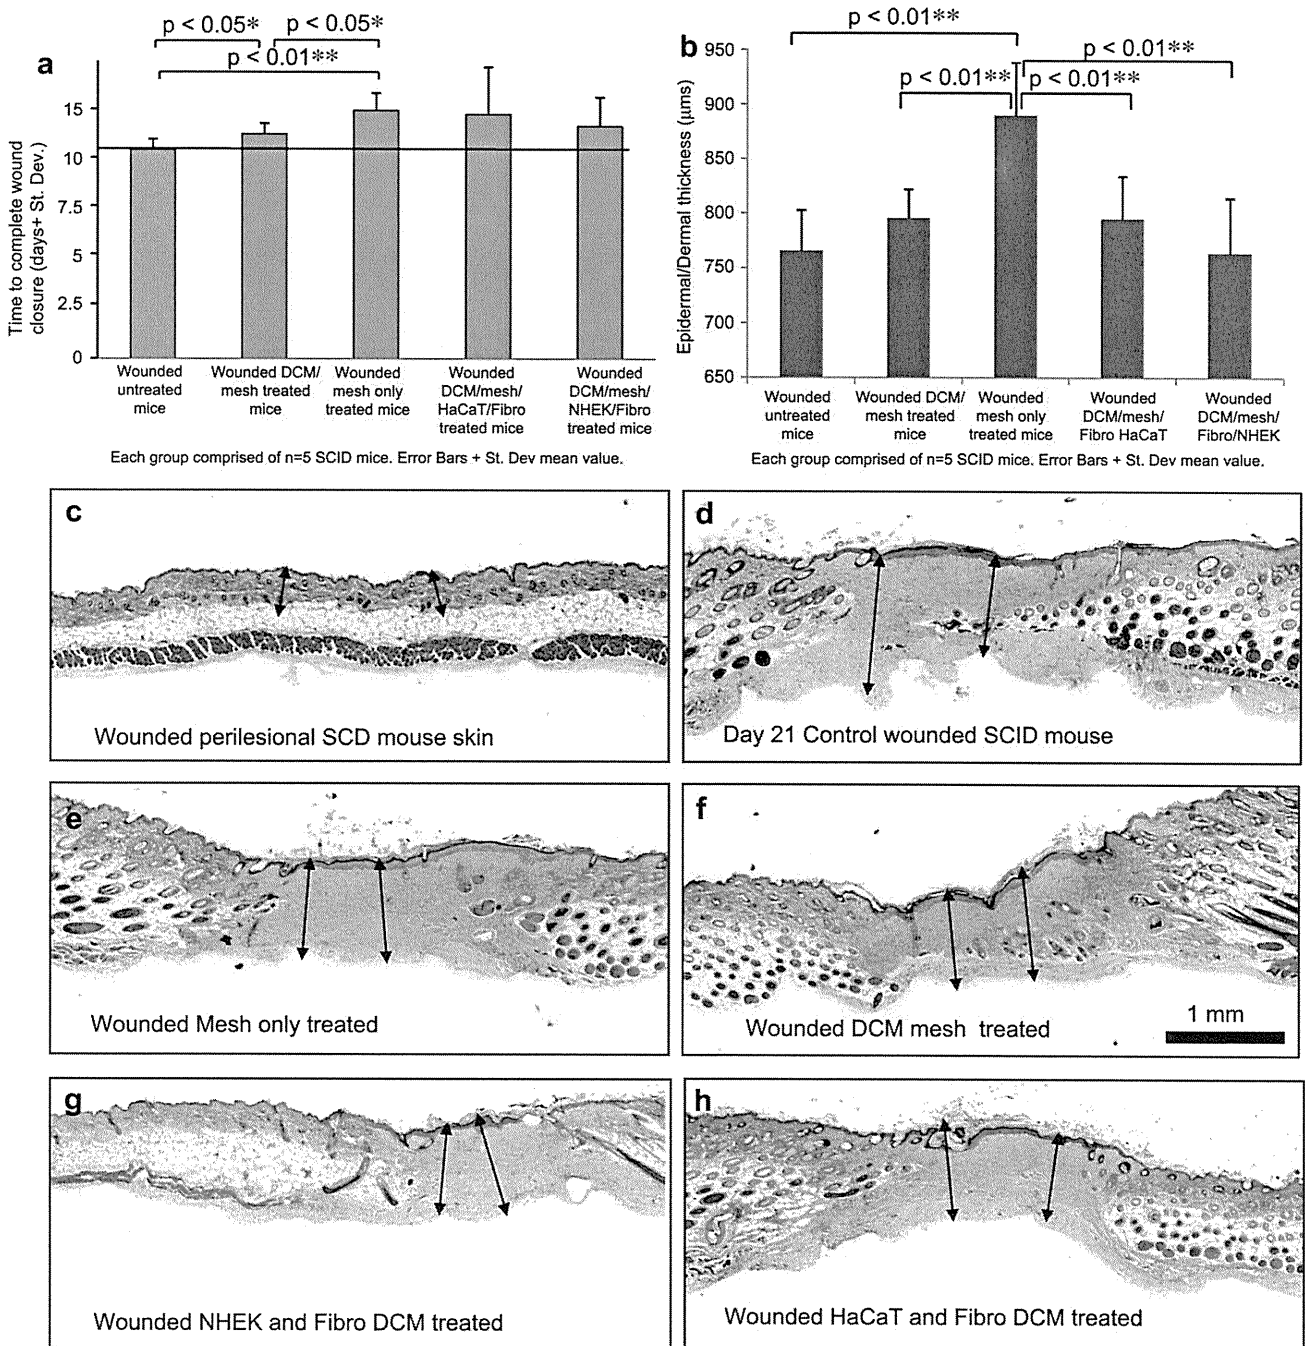 a
p < 0.05*
p < 0.05*
p < 0.01**
Time to complete wound
closure (days+ St. Dev.)
15
10
7.5
5
2.5
0
Wounded
untreated
mice
Wounded DCM/
mesh treated
mice
Wounded
mesh only
treated mice
Wounded
DCM/mesh/
HaCaT/Fibro
treated mice
Wounded
DCM/mesh/
NHEK/Fibro
treated mice
Each group comprised of n=5 SCID mice. Error Bars + St. Dev mean value.
b
p < 0.01**
p < 0.01**
p < 0.01**
p < 0.01**
Epidermal/Dermal thickness (µms)
950
900
850
800
750
700
650
Wounded
untreated
mice
Wounded DCM/
mesh treated
mice
Wounded
mesh only
treated mice
Wounded
DCM/mesh/
Fibro HaCaT
Wounded
DCM/mesh/
Fibro/NHEK
Each group comprised of n=5 SCID mice. Error Bars + St. Dev mean value.
c
Wounded perilesional SCD mouse skin
d
Day 21 Control wounded SCID mouse
e
Wounded Mesh only treated
f
Wounded DCM mesh treated
1 mm
g
Wounded NHEK and Fibro DCM treated
h
Wounded HaCaT and Fibro DCM treated